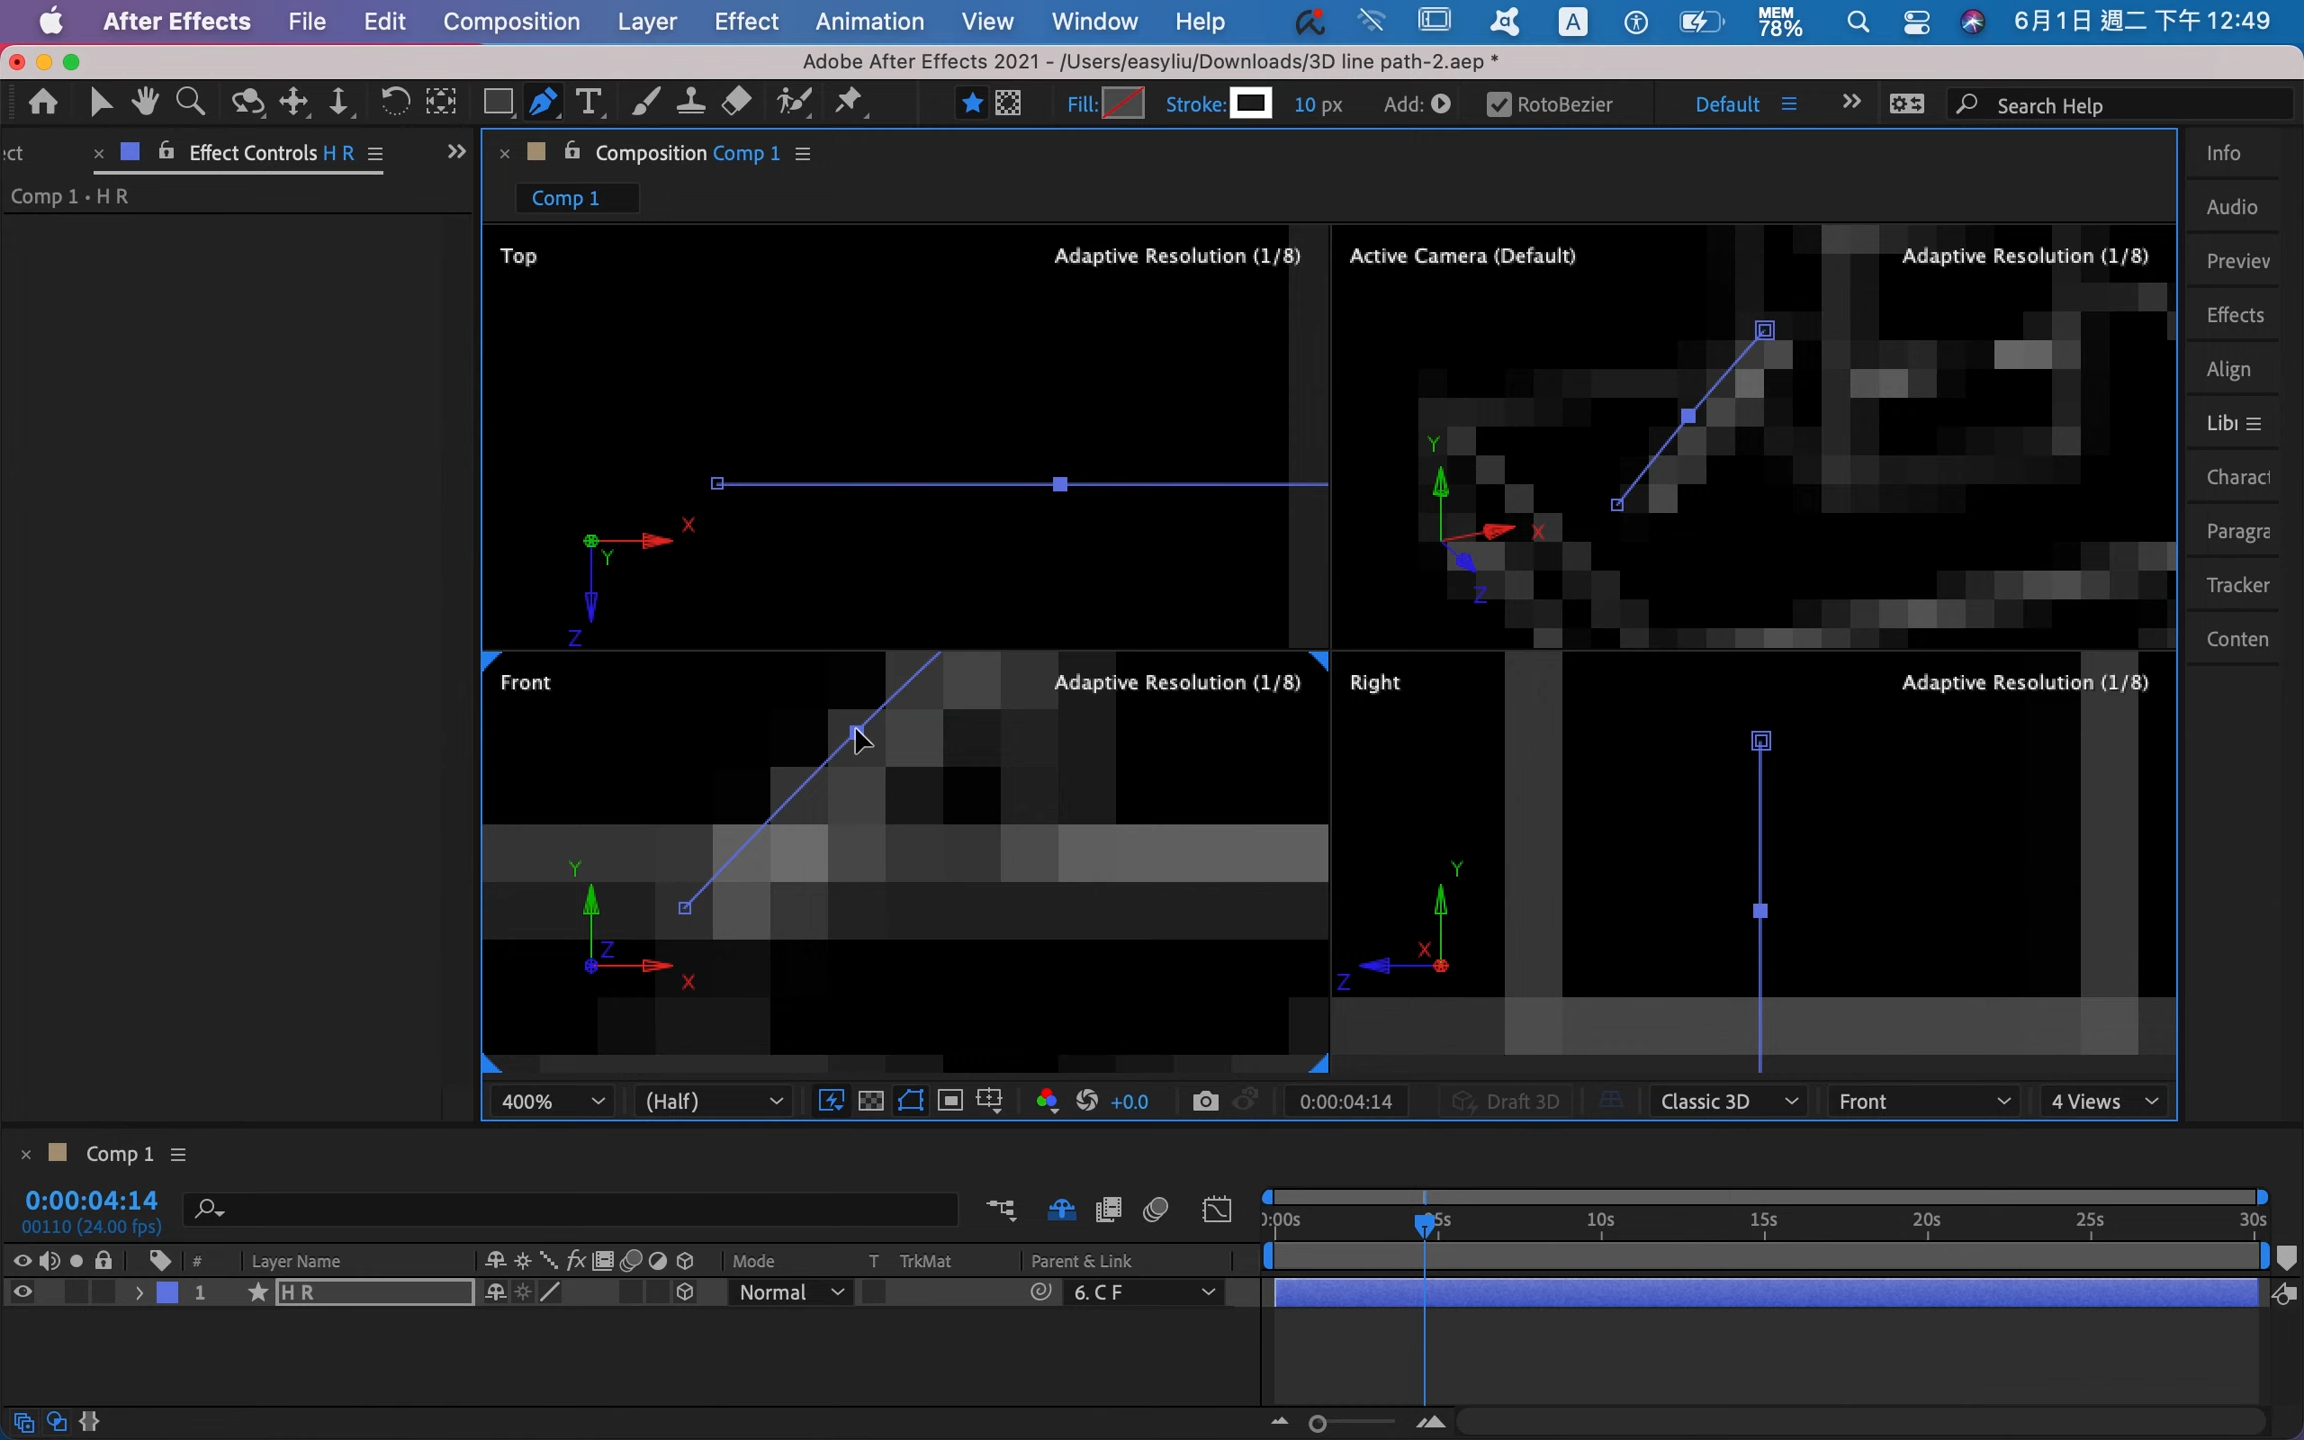 After Effects File Edit Composition Layer Effect Animation View Window Help A MEM 78% 6月1日 週二 下午 12:49
Adobe After Effects 2021 - /Users/easyliu/Downloads/3D line path-2.aep *
T Fill: Stroke: 10 px Add: RotoBezier Default Search Help
ect Effect Controls H R Composition Comp 1 Info
Comp 1 • H R Comp 1
Audio
Top Adaptive Resolution (1/8) Active Camera (Default) Adaptive Resolution (1/8) Preview
Effects
Align
Libr
Charact
Y
X Y X
Paragra
Z Z
Tracker
Conten
Front Adaptive Resolution (1/8) Right Adaptive Resolution (1/8)
Y Y
Z X
X Z
400% (Half) +0.0 0:00:04:14 Draft 3D Classic 3D Front 4 Views
Comp 1
0:00:04:14
00110 (24.00 fps)
0:00s 05s 10s 15s 20s 25s 30s
# Layer Name fx Mode T TrkMat Parent & Link
1 H R Normal 6. C F